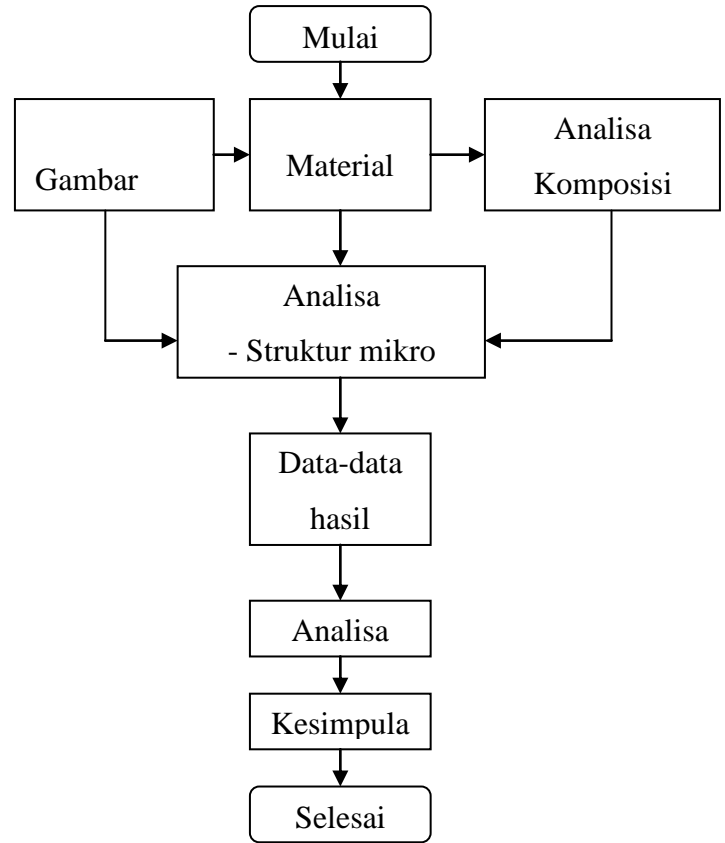 Mulai
Gambar
Material
Analisa
Komposisi
Analisa
- Struktur mikro
Data-data
hasil
Analisa
Kesimpula
Selesai